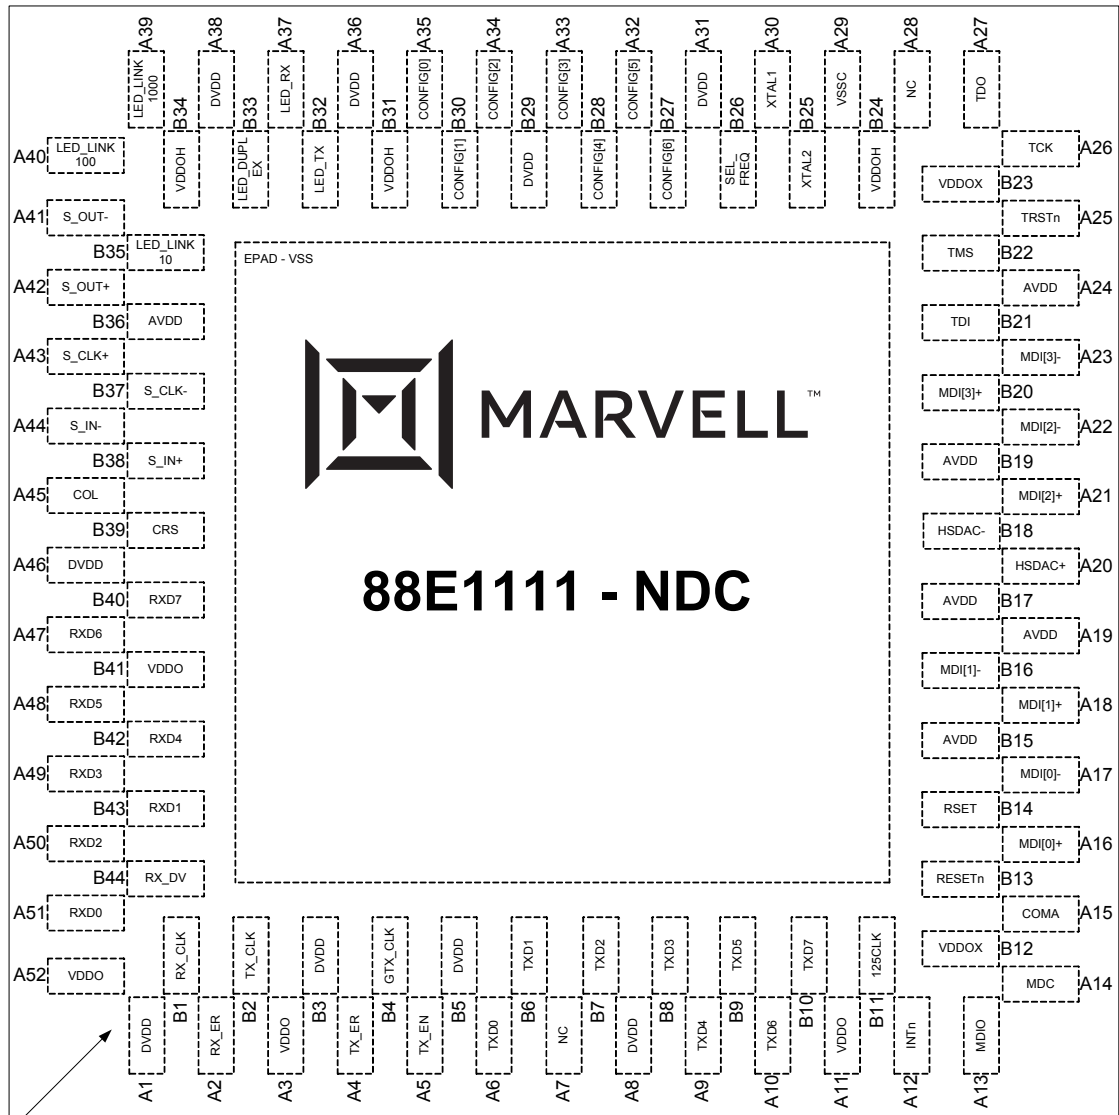 A39 A38 A37 A36 A35 A34 A33 A32 A31 A30 A29 A28 A27
LED_LINK
1000
DVDD
LED_RX
DVDD
CONFIG[0]
CONFIG[2]
CONFIG[3]
CONFIG[5]
DVDD
XTAL1
VSSC
NC
TDO
B34 B33 B32 B31 B30 B29 B28 B27 B26 B25 B24
VDDOH
LED_DUPL
EX
LED_TX
VDDOH
CONFIG[1]
DVDD
CONFIG[4]
CONFIG[6]
SEL_
FREQ
XTAL2
VDDOH
A40 LED_LINK
100
A41 S_OUT-
B35 LED_LINK
10
A42 S_OUT+
B36 AVDD
A43 S_CLK+
B37 S_CLK-
A44 S_IN-
B38 S_IN+
A45 COL
B39 CRS
A46 DVDD
B40 RXD7
A47 RXD6
B41 VDDO
A48 RXD5
B42 RXD4
A49 RXD3
B43 RXD1
A50 RXD2
B44 RX_DV
A51 RXD0
A52 VDDO
EPAD - VSS
MARVELL™
88E1111 - NDC
TCK A26
VDDOX B23
TRSTn A25
TMS B22
AVDD A24
TDI B21
MDI[3]- A23
MDI[3]+ B20
MDI[2]- A22
AVDD B19
MDI[2]+ A21
HSDAC- B18
HSDAC+ A20
AVDD B17
AVDD A19
MDI[1]- B16
MDI[1]+ A18
AVDD B15
MDI[0]- A17
RSET B14
MDI[0]+ A16
RESETn B13
COMA A15
VDDOX B12
MDC A14
RX_CLK
TX_CLK
DVDD
GTX_CLK
DVDD
TXD1
TXD2
TXD3
TXD5
TXD7
125CLK
B1 B2 B3 B4 B5 B6 B7 B8 B9 B10 B11
DVDD
RX_ER
VDDO
TX_ER
TX_EN
TXD0
NC
DVDD
TXD4
TXD6
VDDO
INTn
MDIO
A1 A2 A3 A4 A5 A6 A7 A8 A9 A10 A11 A12 A13